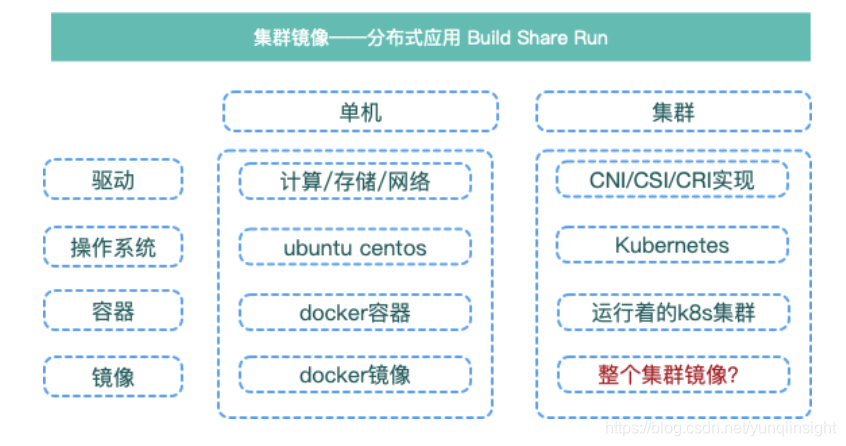 集群镜像——分布式应用 Build Share Run
单机 集群
驱动 计算/存储/网络 CNI/CSI/CRI实现
操作系统 ubuntu centos Kubernetes
容器 docker容器 运行着的k8s集群
镜像 docker镜像 整个集群镜像?
https://blog.csdn.net/yunqiinsight